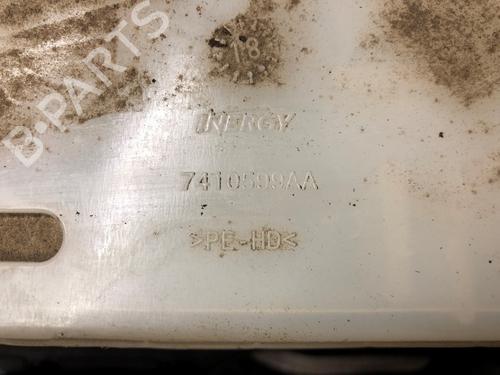 B-PARTS
18
INERGY
7410599AA
>PE-HD<